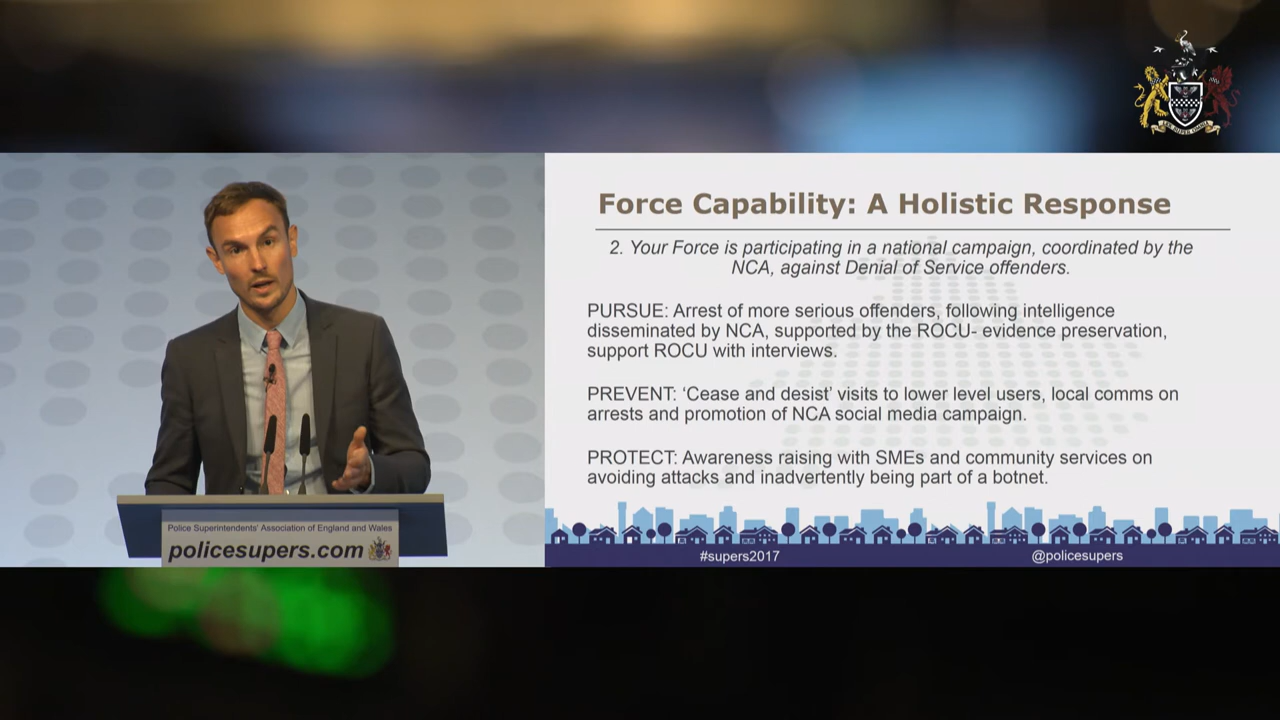 Force Capability: A Holistic Response
2. Your Force is participating in a national campaign, coordinated by the
NCA, against Denial of Service offenders.
PURSUE: Arrest of more serious offenders, following intelligence
disseminated by NCA, supported by the ROCU- evidence preservation,
support ROCU with interviews.
PREVENT: ‘Cease and desist’ visits to lower level users, local comms on
arrests and promotion of NCA social media campaign.
PROTECT: Awareness raising with SMEs and community services on
avoiding attacks and inadvertently being part of a botnet.
#supers2017
@policesupers
Police Superintendents' Association of England and Wales
policesupers.com